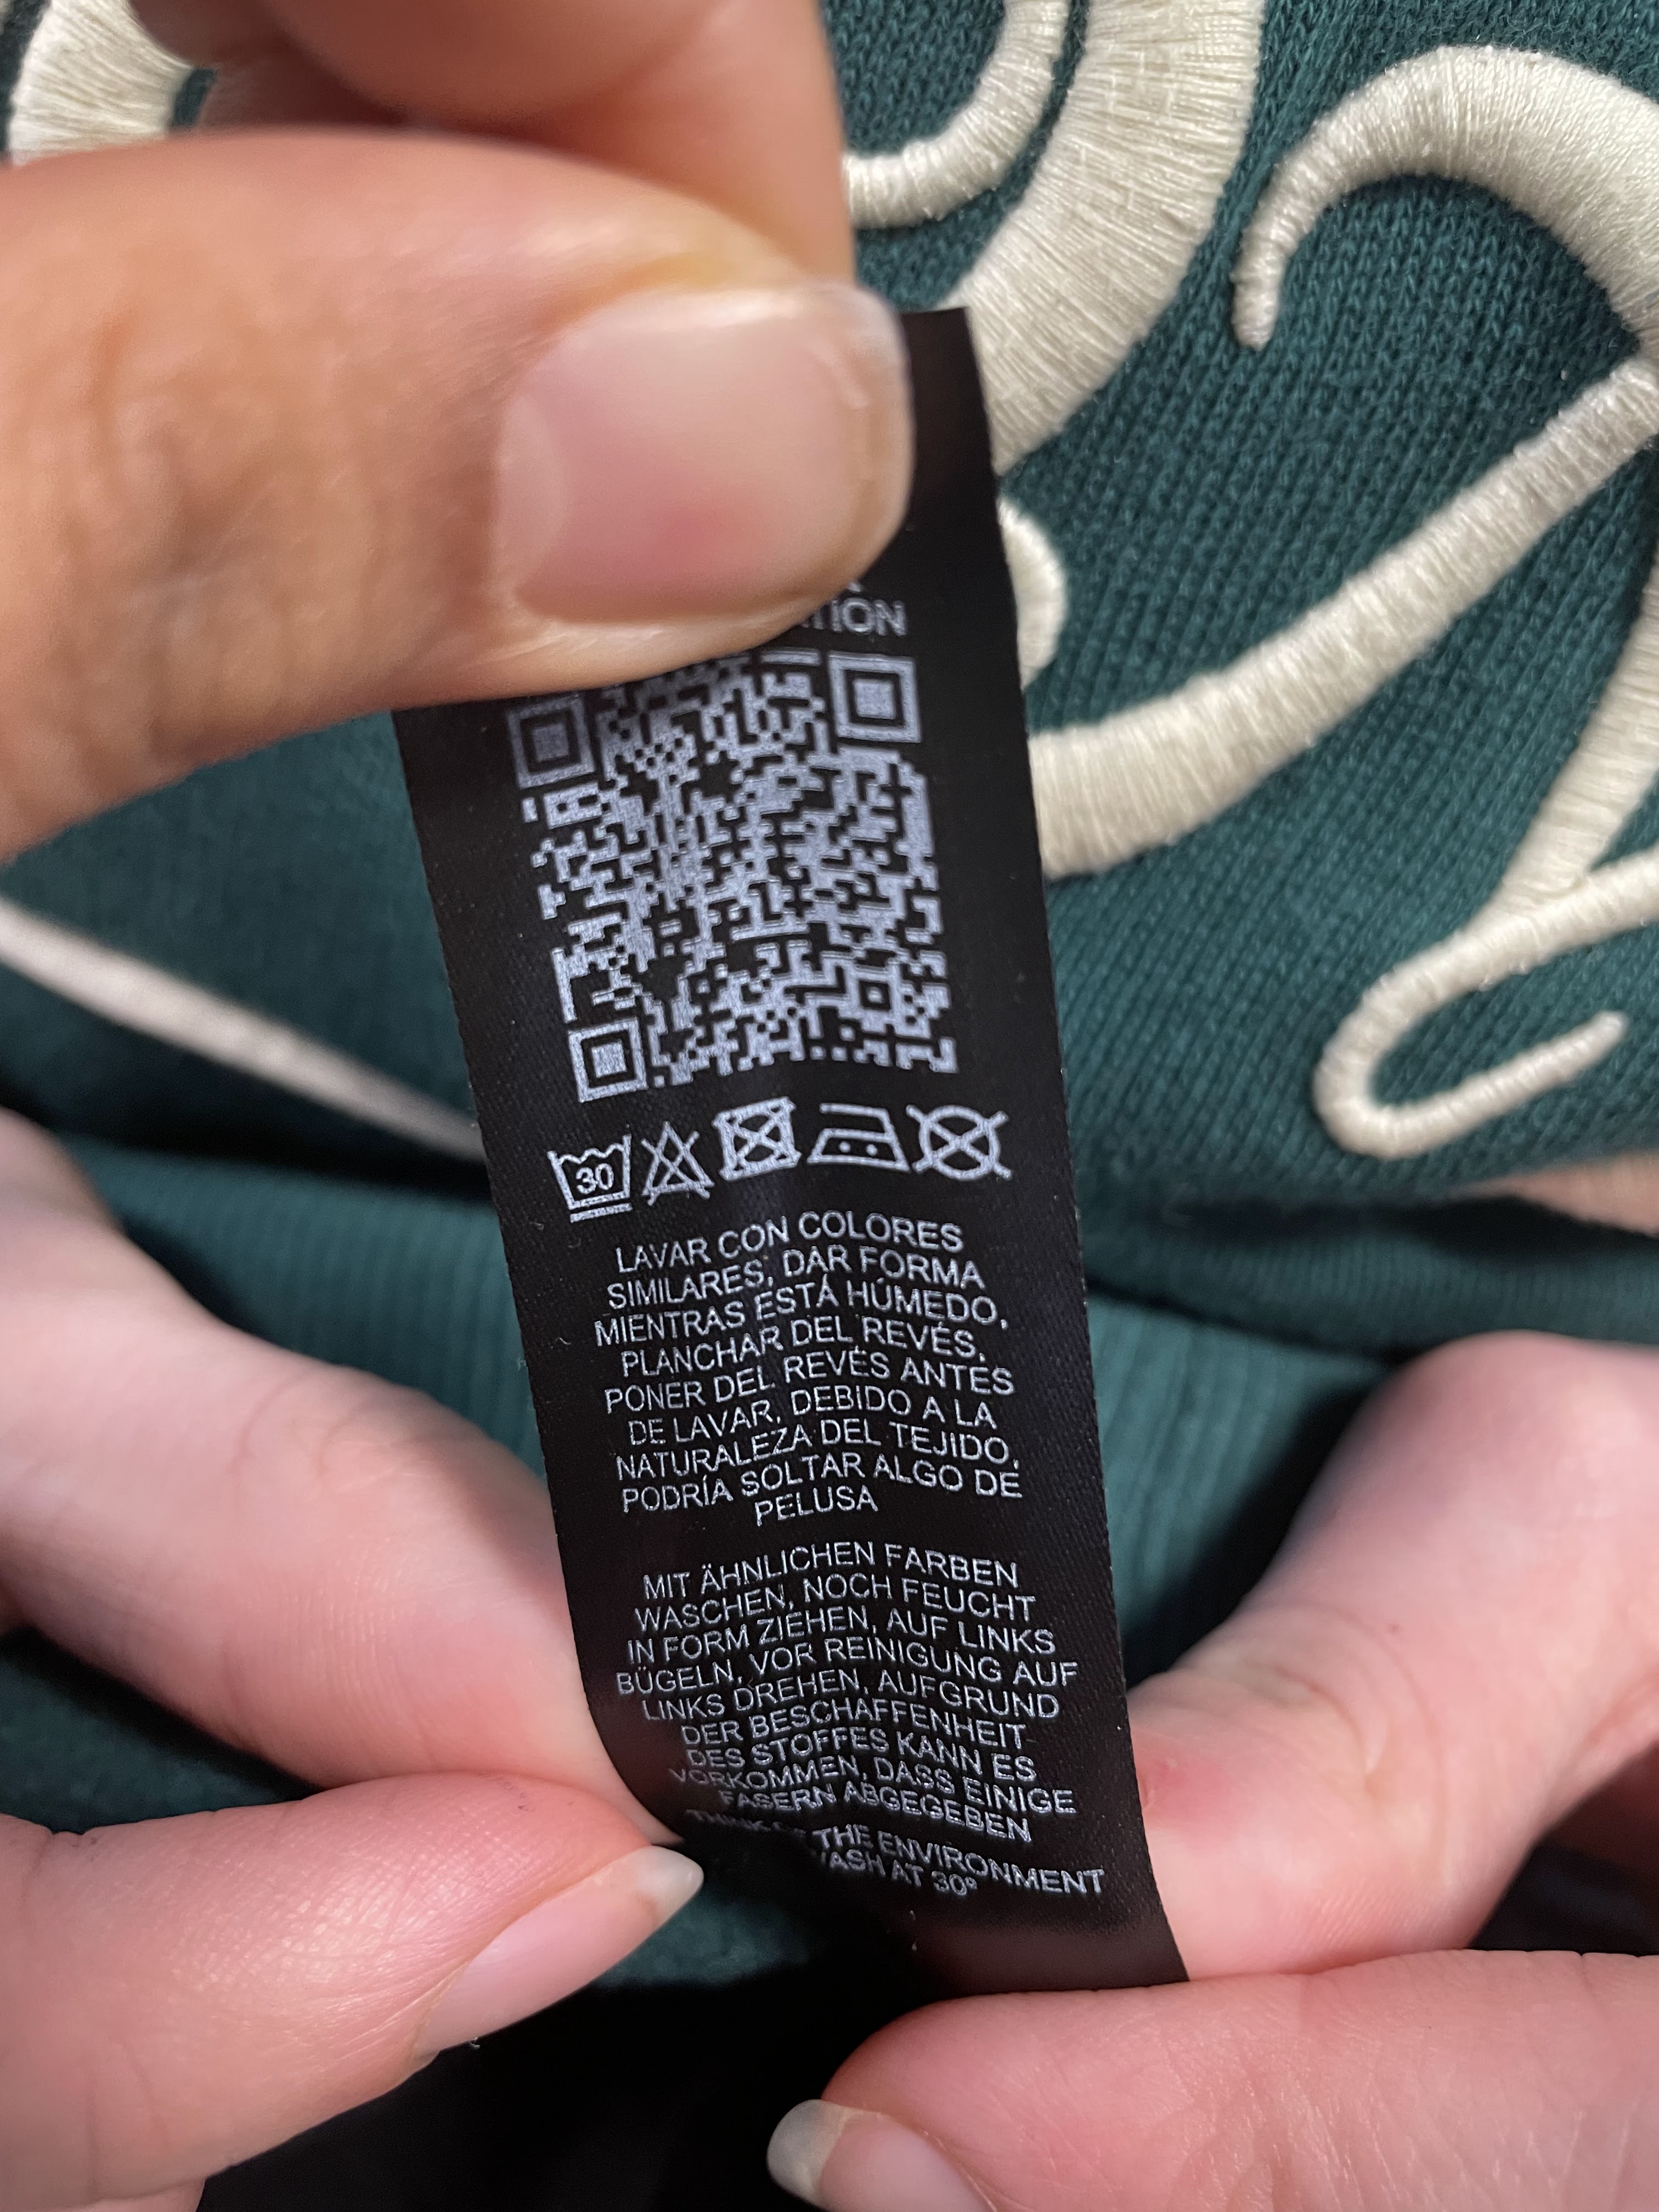 30
LAVAR CON COLORES
SIMILARES, DAR FORMA
MIENTRAS ESTÁ HÚMEDO,
PLANCHAR DEL REVÉS,
PONER DEL REVÉS ANTES
DE LAVAR, DEBIDO A LA
NATURALEZA DEL TEJIDO,
PODRÍA SOLTAR ALGO DE
PELUSA
MIT ÄHNLICHEN FARBEN
WASCHEN, NOCH FEUCHT
IN FORM ZIEHEN, AUF LINKS
BÜGELN, VOR REINIGUNG AUF
LINKS DREHEN, AUFGRUND
DER BESCHAFFENHEIT
DES STOFFES KANN ES
VORKOMMEN, DASS EINIGE
FASERN ABGEGEBEN
THE ENVIRONMENT
AT 30°